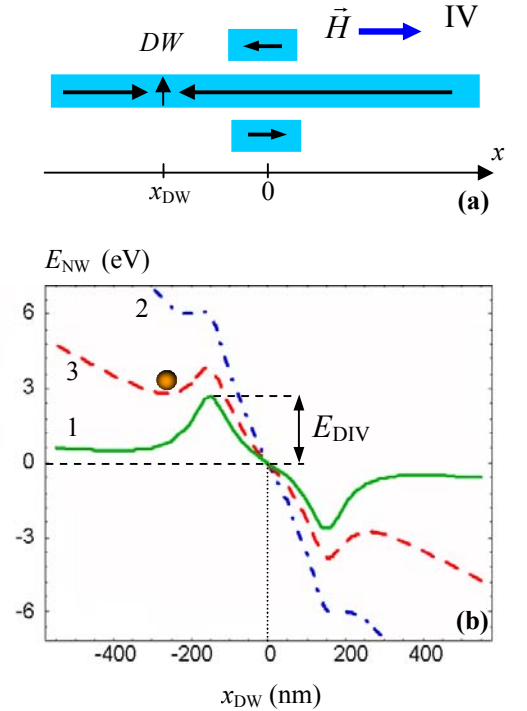 H⃗ IV
DW
x
x_DW 0 (a)
E_NW (eV)
6 2
3 3
1 E_DIV
0
-3
-6 (b)
-400 -200 0 200 400
x_DW (nm)